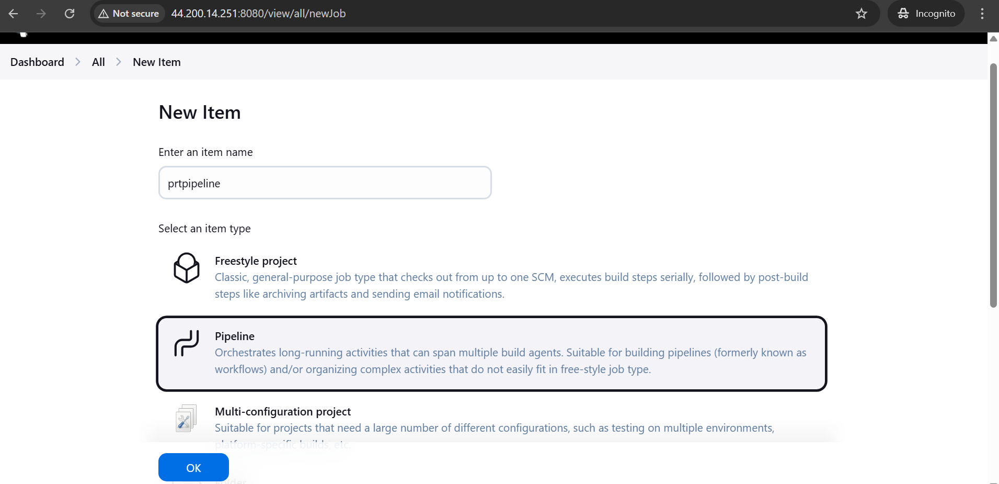 Not secure
44.200.14.251:8080/view/all/newJob
Incognito
Dashboard
All
New Item
New Item
Enter an item name
prtpipeline
Select an item type
Freestyle project
Classic, general-purpose job type that checks out from up to one SCM, executes build steps serially, followed by post-build
steps like archiving artifacts and sending email notifications.
Pipeline
Orchestrates long-running activities that can span multiple build agents. Suitable for building pipelines (formerly known as
workflows) and/or organizing complex activities that do not easily fit in free-style job type.
Multi-configuration project
Suitable for projects that need a large number of different configurations, such as testing on multiple environments,
platform-specific builds, etc.
OK
Folder